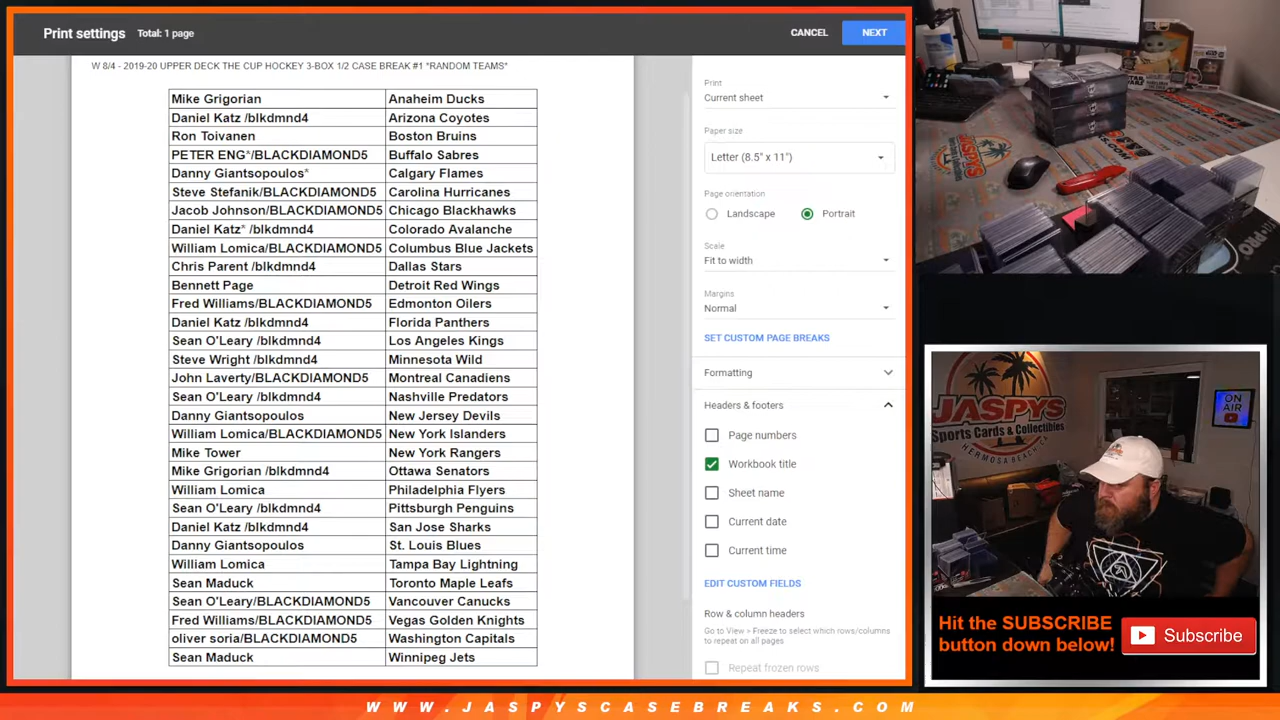 Print settings Total: 1 page CANCEL NEXT
W 8/4 - 2019-20 UPPER DECK THE CUP HOCKEY 3-BOX 1/2 CASE BREAK #1 *RANDOM TEAMS*
Mike Grigorian Anaheim Ducks
Daniel Katz /blkdmnd4 Arizona Coyotes
Ron Toivanen Boston Bruins
PETER ENG*/BLACKDIAMOND5 Buffalo Sabres
Danny Giantsopoulos* Calgary Flames
Steve Stefanik/BLACKDIAMOND5 Carolina Hurricanes
Jacob Johnson/BLACKDIAMOND5 Chicago Blackhawks
Daniel Katz* /blkdmnd4 Colorado Avalanche
William Lomica/BLACKDIAMOND5 Columbus Blue Jackets
Chris Parent /blkdmnd4 Dallas Stars
Bennett Page Detroit Red Wings
Fred Williams/BLACKDIAMOND5 Edmonton Oilers
Daniel Katz /blkdmnd4 Florida Panthers
Sean O'Leary /blkdmnd4 Los Angeles Kings
Steve Wright /blkdmnd4 Minnesota Wild
John Laverty/BLACKDIAMOND5 Montreal Canadiens
Sean O'Leary /blkdmnd4 Nashville Predators
Danny Giantsopoulos New Jersey Devils
William Lomica/BLACKDIAMOND5 New York Islanders
Mike Tower New York Rangers
Mike Grigorian /blkdmnd4 Ottawa Senators
William Lomica Philadelphia Flyers
Sean O'Leary /blkdmnd4 Pittsburgh Penguins
Daniel Katz /blkdmnd4 San Jose Sharks
Danny Giantsopoulos St. Louis Blues
William Lomica Tampa Bay Lightning
Sean Maduck Toronto Maple Leafs
Sean O'Leary/BLACKDIAMOND5 Vancouver Canucks
Fred Williams/BLACKDIAMOND5 Vegas Golden Knights
oliver soria/BLACKDIAMOND5 Washington Capitals
Sean Maduck Winnipeg Jets
Print
Current sheet
Paper size
Letter (8.5" x 11")
Page orientation
Landscape Portrait
Scale
Fit to width
Margins
Normal
SET CUSTOM PAGE BREAKS
Formatting
Headers & footers
Page numbers
Workbook title
Sheet name
Current date
Current time
EDIT CUSTOM FIELDS
Row & column headers
Go to View > Freeze to select which rows/columns
to repeat on all pages
Repeat frozen rows
STAR WARS
JASPYS
JASPYS
Sports Cards & Collectibles
HERMOSA BEACH, CA
ON
AIR
Hit the SUBSCRIBE
button down below!
Subscribe
WWW.JASPYSCASEBREAKS.COM